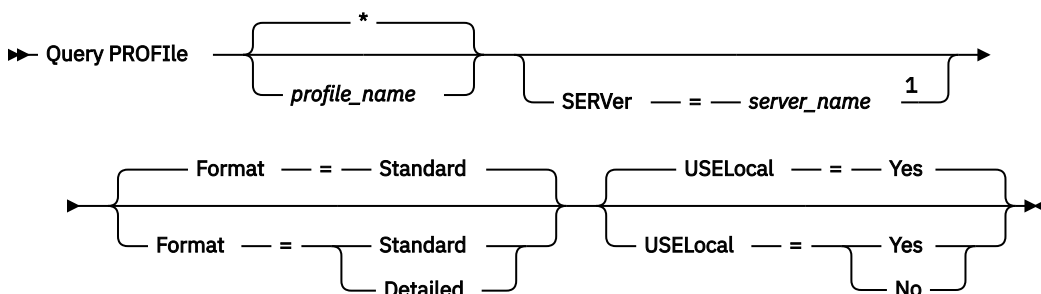 *
Query PROFIle
profile_name
SERVer = server_name 1
Format = Standard
USELocal = Yes
Format = Standard
Detailed
USELocal = Yes
No